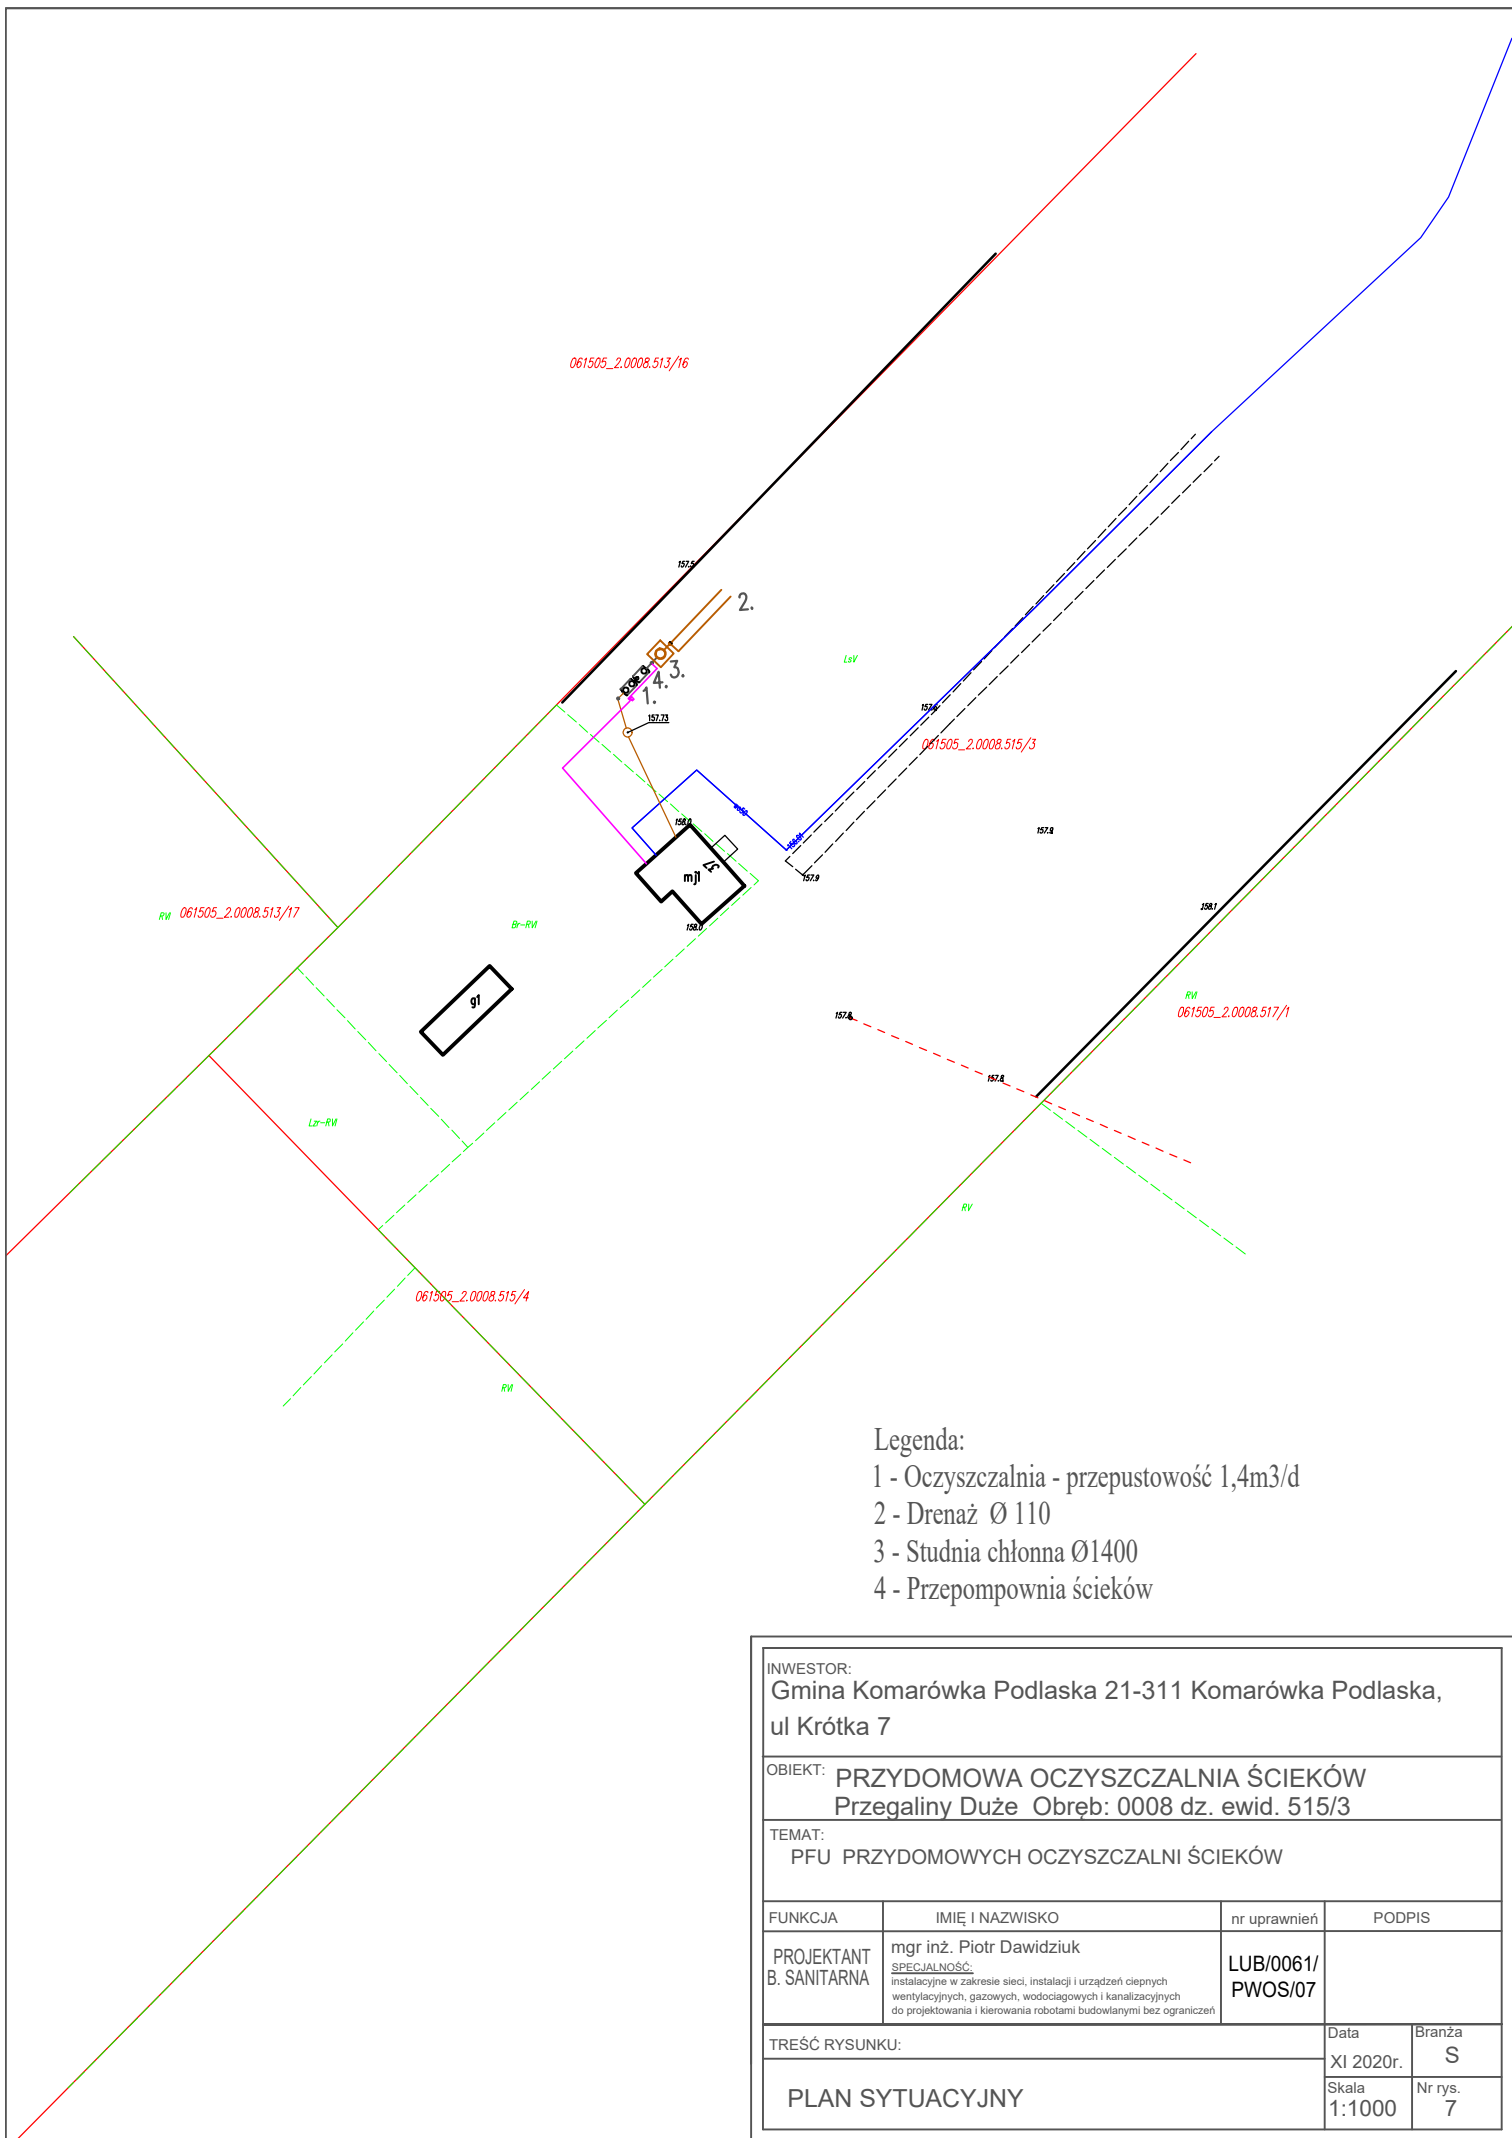 061505_2.0008.513/16
157.5
2.
LsV
3.
4.
1.
157.73
061505_2.0008.515/3
158.0
157.9
37
mj1
157.9
158.1
RVI 061505_2.0008.513/17
Br-RVI
158.0
g1
RVI
061505_2.0008.517/1
157.8
157.8
Lzr-RVI
RV
061505_2.0008.515/4
RVI
Legenda:
1 - Oczyszczalnia - przepustowość 1,4m3/d
2 - Drenaż Ø 110
3 - Studnia chłonna Ø1400
4 - Przepompownia ścieków
INWESTOR:
Gmina Komarówka Podlaska 21-311 Komarówka Podlaska,
ul Krótka 7
OBIEKT: PRZYDOMOWA OCZYSZCZALNIA ŚCIEKÓW
Przegaliny Duże Obręb: 0008 dz. ewid. 515/3
TEMAT:
PFU PRZYDOMOWYCH OCZYSZCZALNI ŚCIEKÓW
FUNKCJA IMIĘ I NAZWISKO nr uprawnień PODPIS
PROJEKTANT
B. SANITARNA
mgr inż. Piotr Dawidziuk
SPECJALNOŚĆ:
instalacyjne w zakresie sieci, instalacji i urządzeń ciepnych
wentylacyjnych, gazowych, wodociagowych i kanalizacyjnych
do projektowania i kierowania robotami budowlanymi bez ograniczeń
LUB/0061/
PWOS/07
TREŚĆ RYSUNKU:
PLAN SYTUACYJNY
Data
XI 2020r.
Branża
S
Skala
1:1000
Nr rys.
7